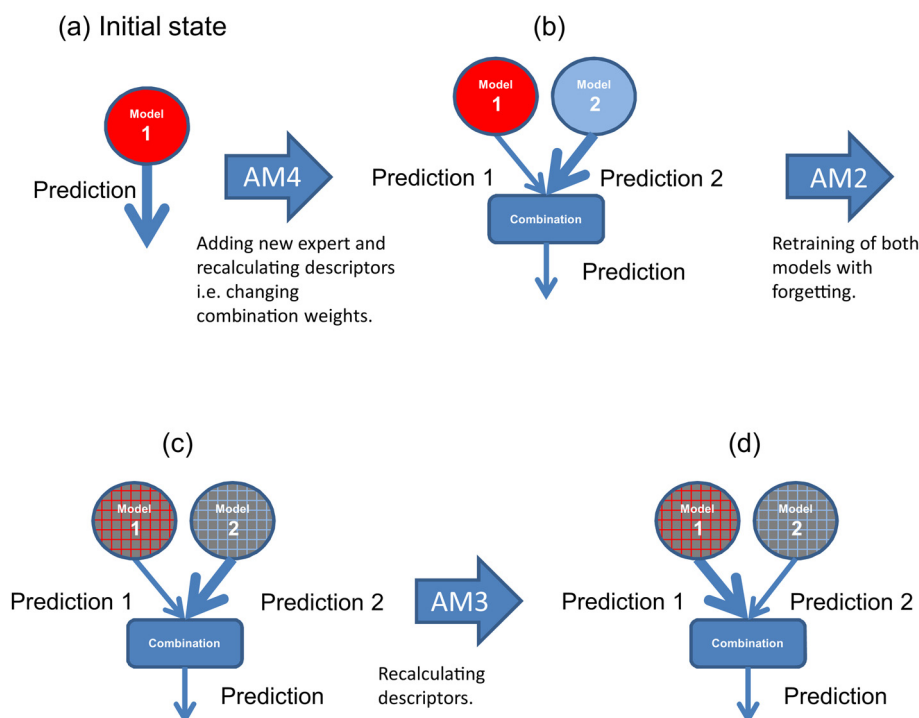 (a) Initial state
(b)
Model
1
Model
1
Model
2
Prediction
AM4
Prediction 1
Prediction 2
AM2
Combination
Adding new expert and
recalculating descriptors
i.e. changing
combination weights.
Prediction
Retraining of both
models with
forgetting.
(c)
(d)
Model
1
Model
2
Model
1
Model
2
Prediction 1
Prediction 2
AM3
Prediction 1
Prediction 2
Combination
Combination
Recalculating
descriptors.
Prediction
Prediction